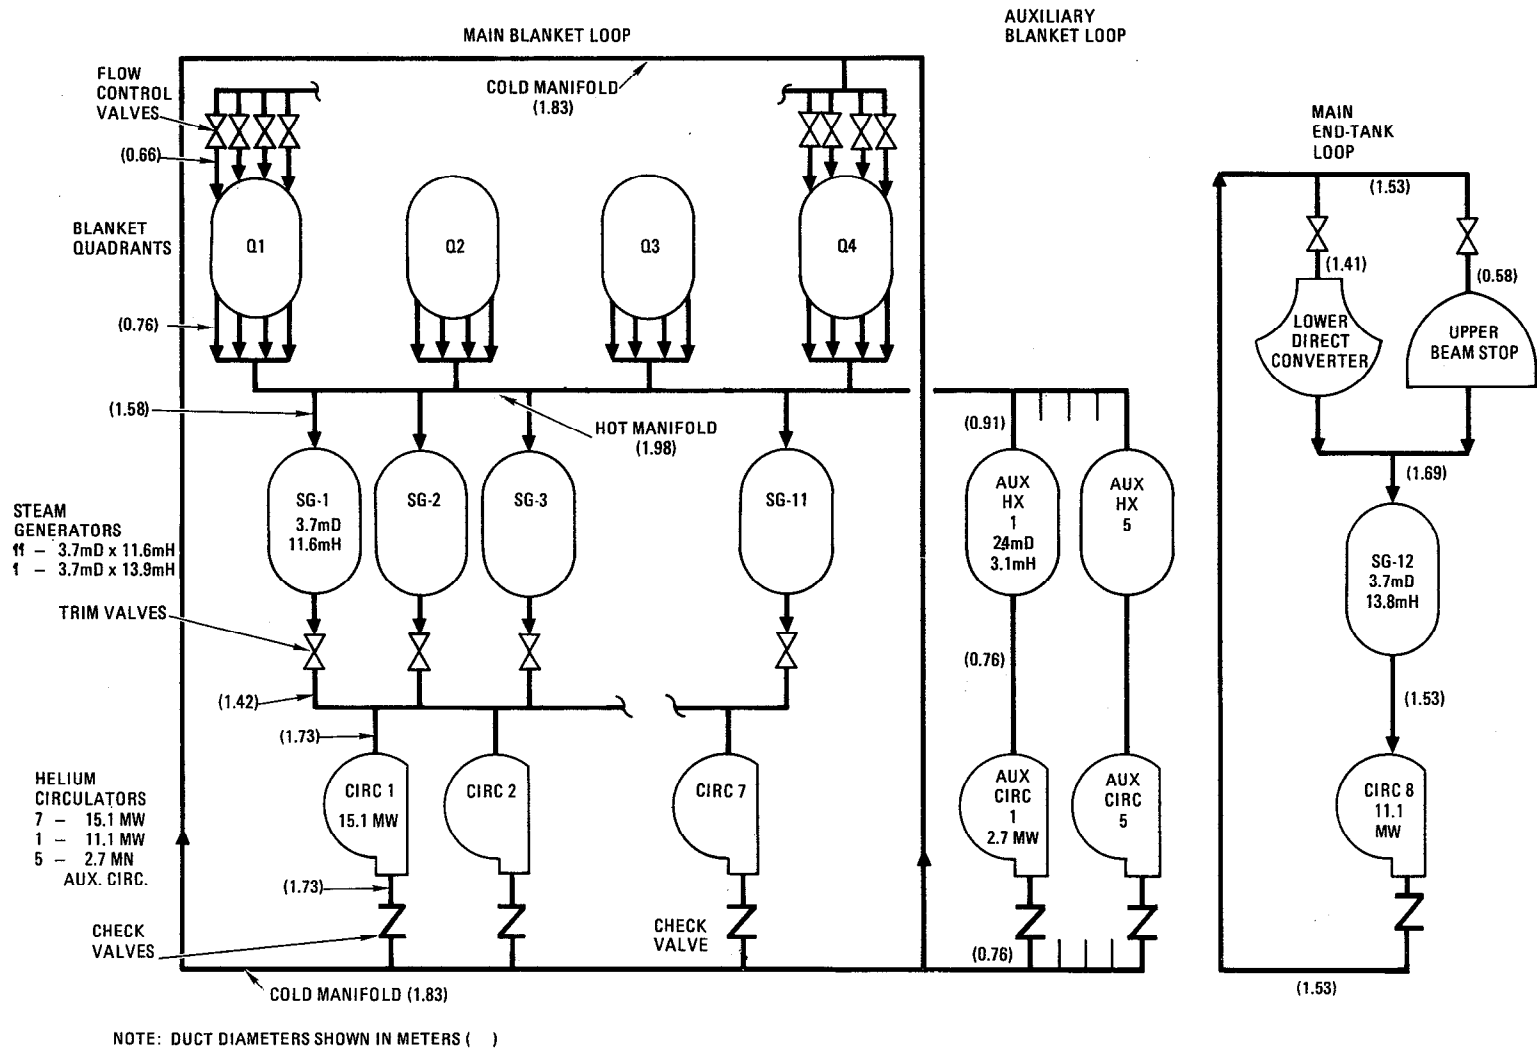 AUXILIARY
BLANKET LOOP
MAIN BLANKET LOOP
FLOW
CONTROL
VALVES
COLD MANIFOLD
(1.83)
MAIN
END-TANK
LOOP
(0.66)
(1.53)
BLANKET
QUADRANTS
Q1
Q2
Q3
Q4
(1.41)
(0.58)
(0.76)
LOWER
DIRECT
CONVERTER
UPPER
BEAM STOP
(1.58)
HOT MANIFOLD
(1.98)
(0.91)
(1.69)
STEAM
GENERATORS
11 – 3.7mD x 11.6mH
1 – 3.7mD x 13.9mH
SG-1
3.7mD
11.6mH
SG-2
SG-3
SG-11
AUX
HX
1
2.4mD
3.1mH
AUX
HX
5
SG-12
3.7mD
13.8mH
TRIM VALVES
(0.76)
(1.42)
(1.53)
(1.73)
HELIUM
CIRCULATORS
7 – 15.1 MW
1 – 11.1 MW
5 – 2.7 MN
AUX. CIRC.
CIRC 1
15.1 MW
CIRC 2
CIRC 7
AUX
CIRC
1
2.7 MW
AUX
CIRC
5
CIRC 8
11.1
MW
(1.73)
CHECK
VALVES
CHECK
VALVE
(0.76)
COLD MANIFOLD (1.83)
(1.53)
NOTE: DUCT DIAMETERS SHOWN IN METERS ( )